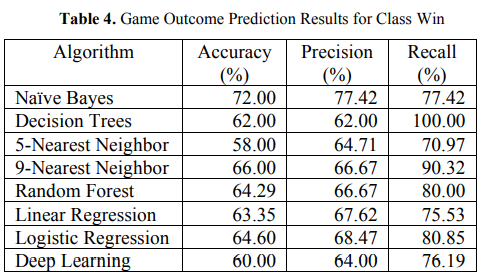 Table 4. Game Outcome Prediction Results for Class Win
Algorithm Accuracy (%) Precision (%) Recall (%)
Naïve Bayes 72.00 77.42 77.42
Decision Trees 62.00 62.00 100.00
5-Nearest Neighbor 58.00 64.71 70.97
9-Nearest Neighbor 66.00 66.67 90.32
Random Forest 64.29 66.67 80.00
Linear Regression 63.35 67.62 75.53
Logistic Regression 64.60 68.47 80.85
Deep Learning 60.00 64.00 76.19